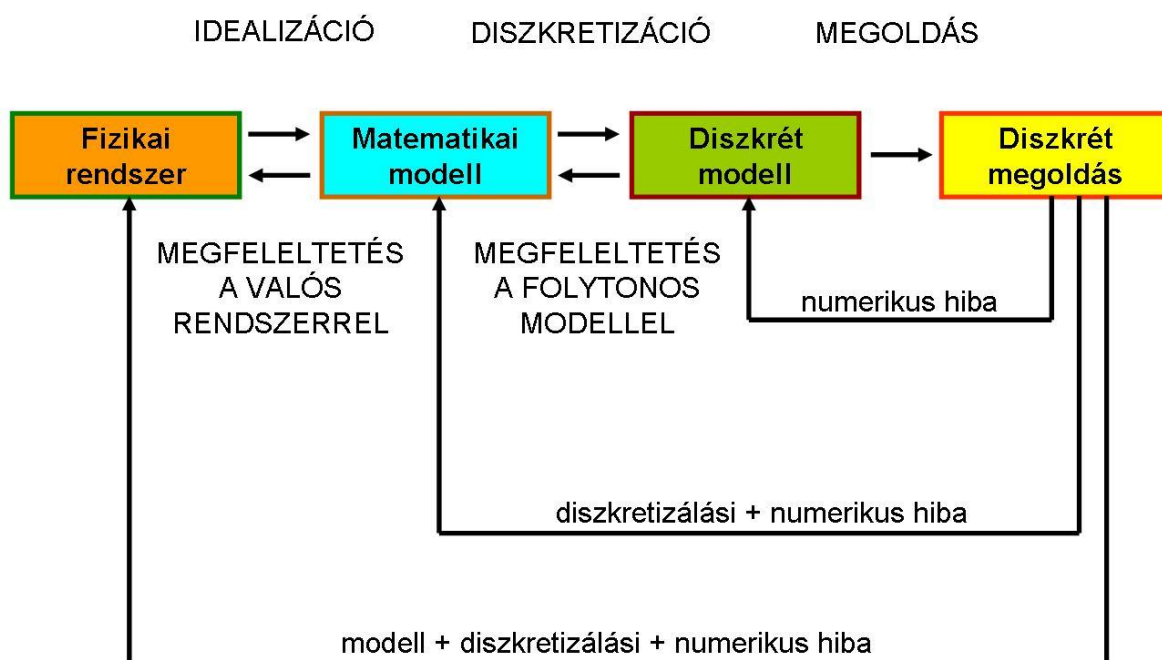 IDEALIZÁCIÓ DISZKRETIZÁCIÓ MEGOLDÁS
Fizikai
rendszer
Matematikai
modell
Diszkrét
modell
Diszkrét
megoldás
MEGFELELTETÉS
A VALÓS
RENDSZERREL
MEGFELELTETÉS
A FOLYTONOS
MODELLEL
numerikus hiba
diszkretizálási + numerikus hiba
modell + diszkretizálási + numerikus hiba